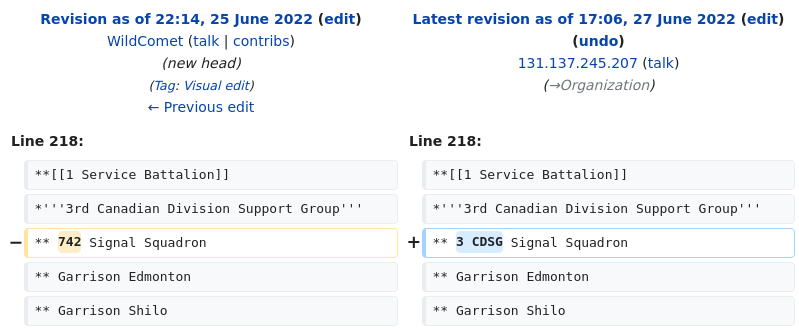 Revision as of 22:14, 25 June 2022 (edit)
WildComet (talk | contribs)
(new head)
(Tag: Visual edit)
← Previous edit
Latest revision as of 17:06, 27 June 2022 (edit)
(undo)
131.137.245.207 (talk)
(→Organization)
Line 218:
Line 218:
**[[1 Service Battalion]]
**[[1 Service Battalion]]
*'''3rd Canadian Division Support Group'''
*'''3rd Canadian Division Support Group'''
− ** 742 Signal Squadron
+ ** 3 CDSG Signal Squadron
** Garrison Edmonton
** Garrison Edmonton
** Garrison Shilo
** Garrison Shilo